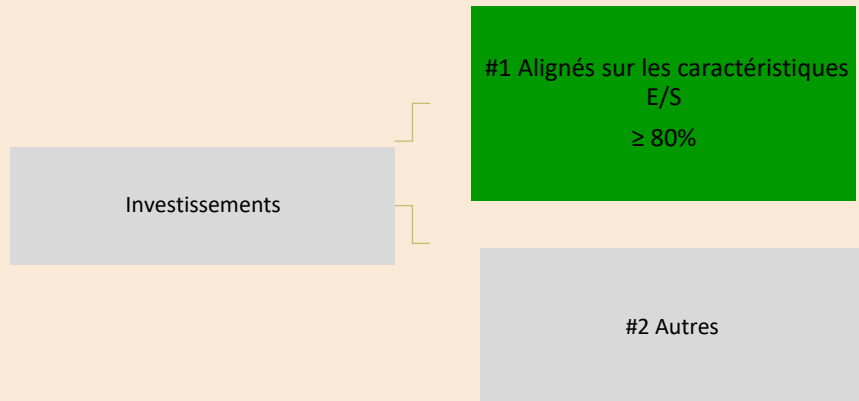 #1 Alignés sur les caractéristiques
E/S
≥ 80%
Investissements
#2 Autres